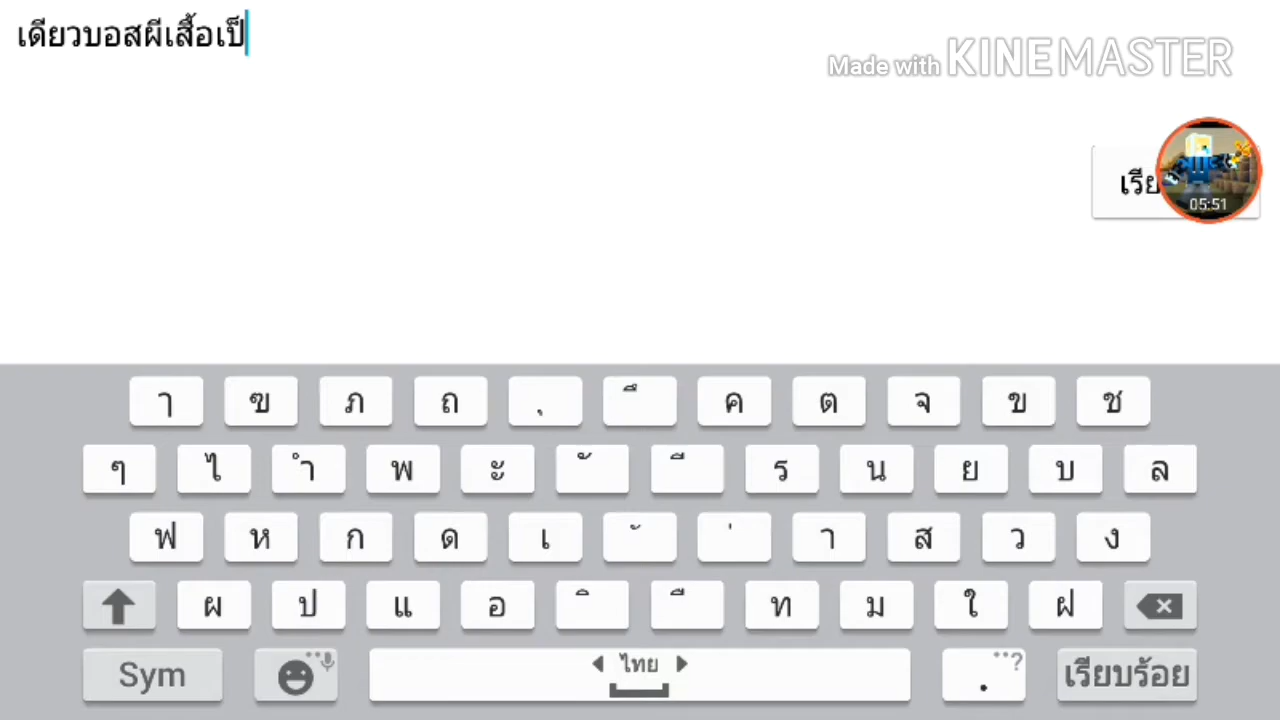 เดียวบอสผีเสื้อเป็
Made with KINEMASTER
เรีย
05:51
ๅ ฃ ภ ถ ุ ึ ค ต จ ข ช
ๆ ไ ำ พ ะ ั ี ร น ย บ ล
ฟ ห ก ด เ ้ ่ า ส ว ง
ผ ป แ อ ิ ื ท ม ใ ฝ
Sym ไทย . ? เรียบร้อย